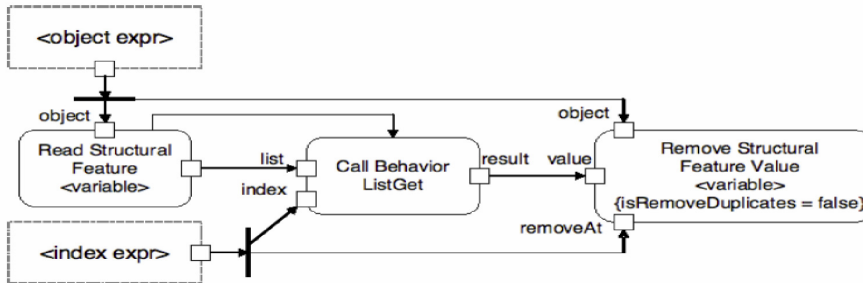 <object expr>
object
object
Read Structural
Feature
<variable>
list
index
Call Behavior
ListGet
result
value
Remove Structural
Feature Value
<variable>
{isRemoveDuplicates = false}
removeAt
<index expr>